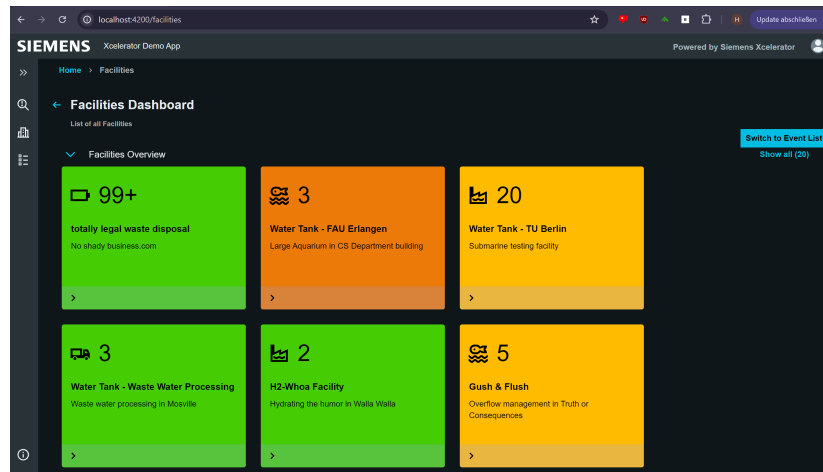 localhost:4200/facilities
H
Update abschließen
SIEMENS
Xcelerator Demo App
Powered by Siemens Xcelerator
Home > Facilities
Facilities Dashboard
List of all Facilities
Switch to Event List
Facilities Overview
Show all (20)
99+
totally legal waste disposal
No shady business.com
3
Water Tank - FAU Erlangen
Large Aquarium in CS Department building
20
Water Tank - TU Berlin
Submarine testing facility
3
Water Tank - Waste Water Processing
Waste water processing in Mosville
2
H2-Whoa Facility
Hydrating the humor in Walla Walla
5
Gush & Flush
Overflow management in Truth or
Consequences